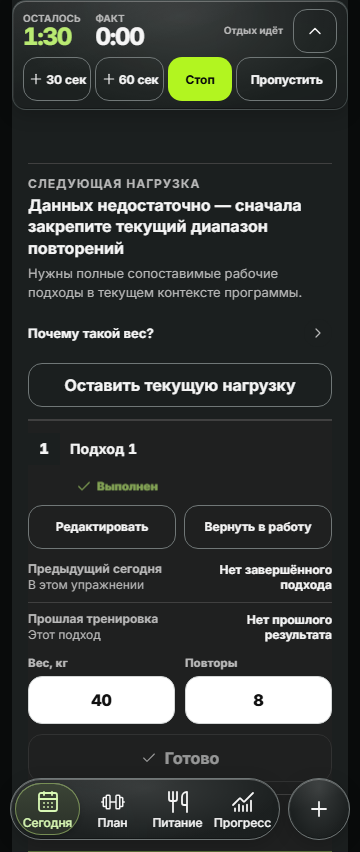 ОСТАЛОСЬ ФАКТ
1:30 0:00
Отдых идёт
+ 30 сек + 60 сек Стоп Пропустить
СЛЕДУЮЩАЯ НАГРУЗКА
Данных недостаточно — сначала
закрепите текущий диапазон
повторений
Нужны полные сопоставимые рабочие
подходы в текущем контексте программы.
Почему такой вес?
Оставить текущую нагрузку
1 Подход 1
Выполнен
Редактировать Вернуть в работу
Предыдущий сегодня Нет завершённого
В этом упражнении подхода
Прошлая тренировка Нет прошлого
Этот подход результата
Вес, кг Повторы
40 8
Готово
Сегодня План Питание Прогресс +